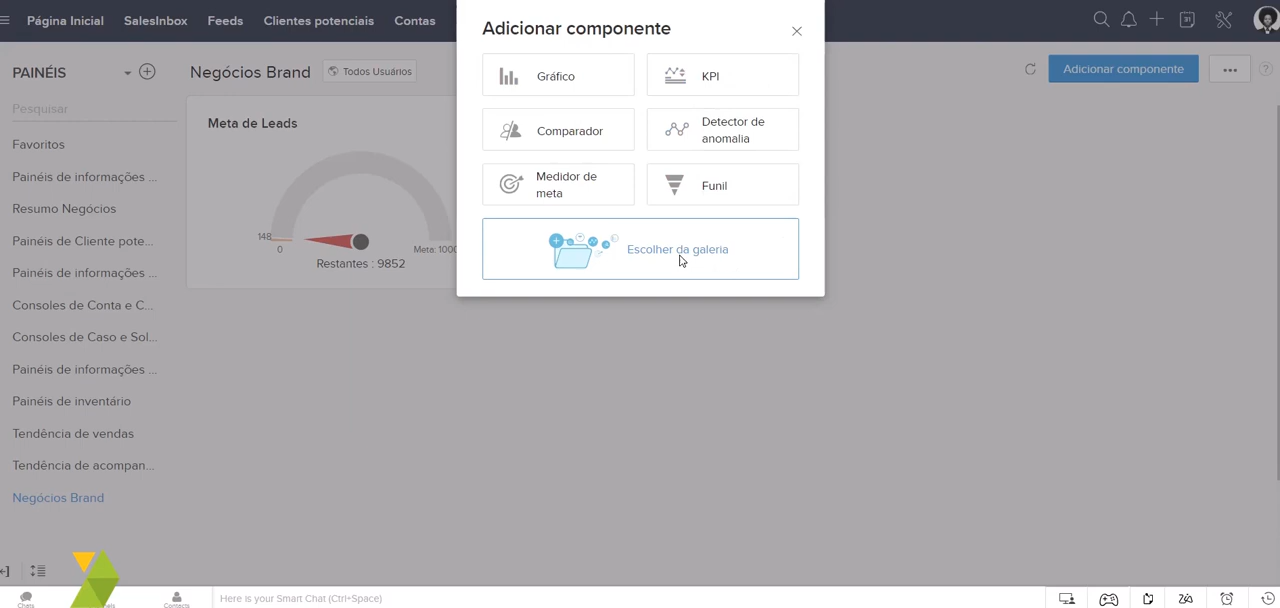 Página Inicial
SalesInbox
Feeds
Clientes potenciais
Contas
31
PAINÉIS
Negócios Brand
Todos Usuários
Adicionar componente
...
?
Pesquisar
Favoritos
Painéis de informações ...
Resumo Negócios
Painéis de Cliente pote...
Painéis de informações ...
Consoles de Conta e C...
Consoles de Caso e Sol...
Painéis de informações ...
Painéis de inventário
Tendência de vendas
Tendência de acompan...
Negócios Brand
Meta de Leads
148
0
Meta: 1000
Restantes : 9852
Adicionar componente
Gráfico
KPI
Comparador
Detector de
anomalia
Medidor de
meta
Funil
Escolher da galeria
Chats
Contacts
Here is your Smart Chat (Ctrl+Space)